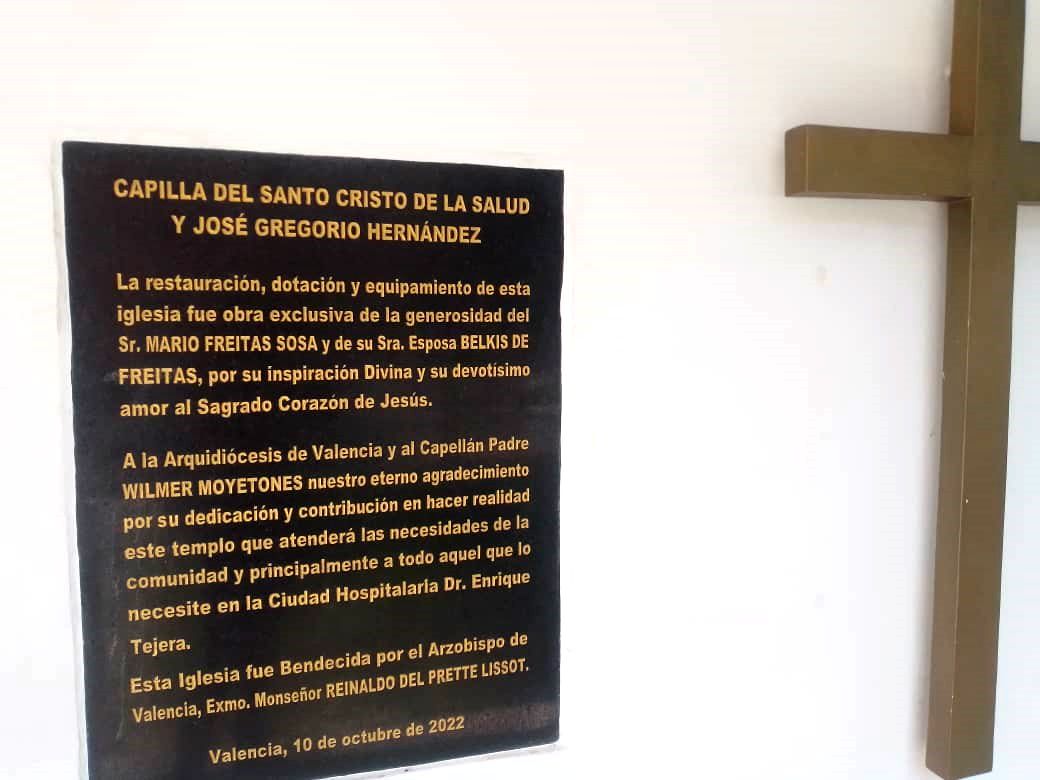 CAPILLA DEL SANTO CRISTO DE LA SALUD
Y JOSÉ GREGORIO HERNÁNDEZ
La restauración, dotación y equipamiento de esta
iglesia fue obra exclusiva de la generosidad del
Sr. MARIO FREITAS SOSA y de su Sra. Esposa BELKIS DE
FREITAS, por su inspiración Divina y su devotísimo
amor al Sagrado Corazón de Jesús.
A la Arquidiócesis de Valencia y al Capellán Padre
WILMER MOYETONES nuestro eterno agradecimiento
por su dedicación y contribución en hacer realidad
este templo que atenderá las necesidades de la
comunidad y principalmente a todo aquel que lo
necesite en la Ciudad Hospitalaria Dr. Enrique
Tejera.
Esta Iglesia fue Bendecida por el Arzobispo de
Valencia, Exmo. Monseñor REINALDO DEL PRETTE LISSOT.
Valencia, 10 de octubre de 2022